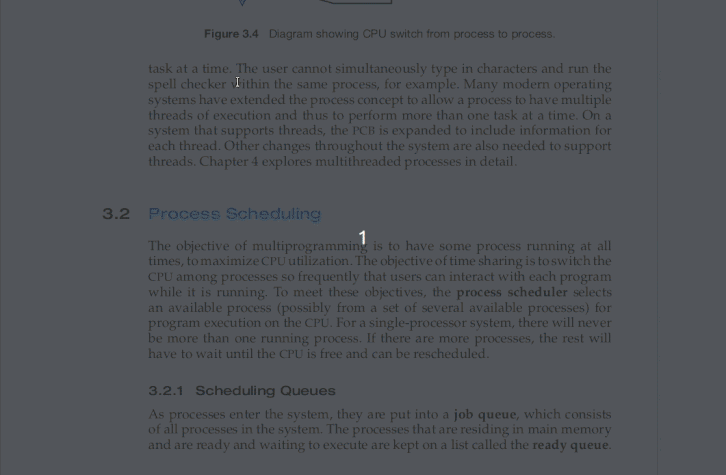 Figure 3.4 Diagram showing CPU switch from process to process.
task at a time. The user cannot simultaneously type in characters and run the
spell checker within the same process, for example. Many modern operating
systems have extended the process concept to allow a process to have multiple
threads of execution and thus to perform more than one task at a time. On a
system that supports threads, the PCB is expanded to include information for
each thread. Other changes throughout the system are also needed to support
threads. Chapter 4 explores multithreaded processes in detail.
3.2 Process Scheduling
1
The objective of multiprogramming is to have some process running at all
times, to maximize CPU utilization. The objective of time sharing is to switch the
CPU among processes so frequently that users can interact with each program
while it is running. To meet these objectives, the process scheduler selects
an available process (possibly from a set of several available processes) for
program execution on the CPU. For a single-processor system, there will never
be more than one running process. If there are more processes, the rest will
have to wait until the CPU is free and can be rescheduled.
3.2.1 Scheduling Queues
As processes enter the system, they are put into a job queue, which consists
of all processes in the system. The processes that are residing in main memory
and are ready and waiting to execute are kept on a list called the ready queue.